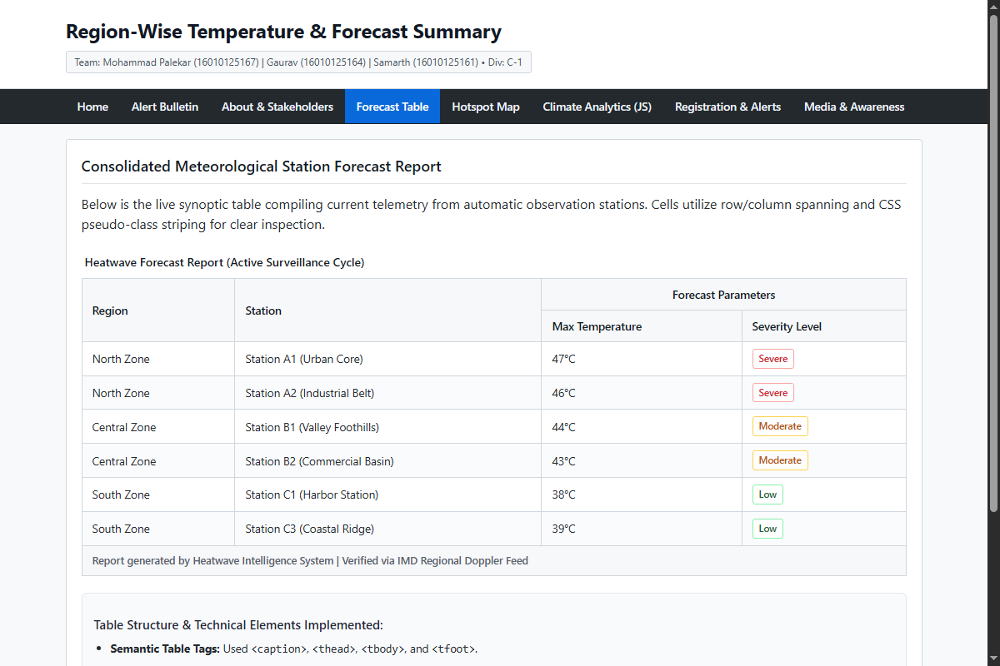 Region-Wise Temperature & Forecast Summary
Team: Mohammad Palekar (16010125167) | Gaurav (16010125164) | Samarth (16010125161) • Div: C-1
Home Alert Bulletin About & Stakeholders Forecast Table Hotspot Map Climate Analytics (JS) Registration & Alerts Media & Awareness
Consolidated Meteorological Station Forecast Report
Below is the live synoptic table compiling current telemetry from automatic observation stations. Cells utilize row/column spanning and CSS
pseudo-class striping for clear inspection.
Heatwave Forecast Report (Active Surveillance Cycle)
Region Station Forecast Parameters
Max Temperature Severity Level
North Zone Station A1 (Urban Core) 47°C Severe
North Zone Station A2 (Industrial Belt) 46°C Severe
Central Zone Station B1 (Valley Foothills) 44°C Moderate
Central Zone Station B2 (Commercial Basin) 43°C Moderate
South Zone Station C1 (Harbor Station) 38°C Low
South Zone Station C3 (Coastal Ridge) 39°C Low
Report generated by Heatwave Intelligence System | Verified via IMD Regional Doppler Feed
Table Structure & Technical Elements Implemented:
• Semantic Table Tags: Used <caption>, <thead>, <tbody>, and <tfoot>.